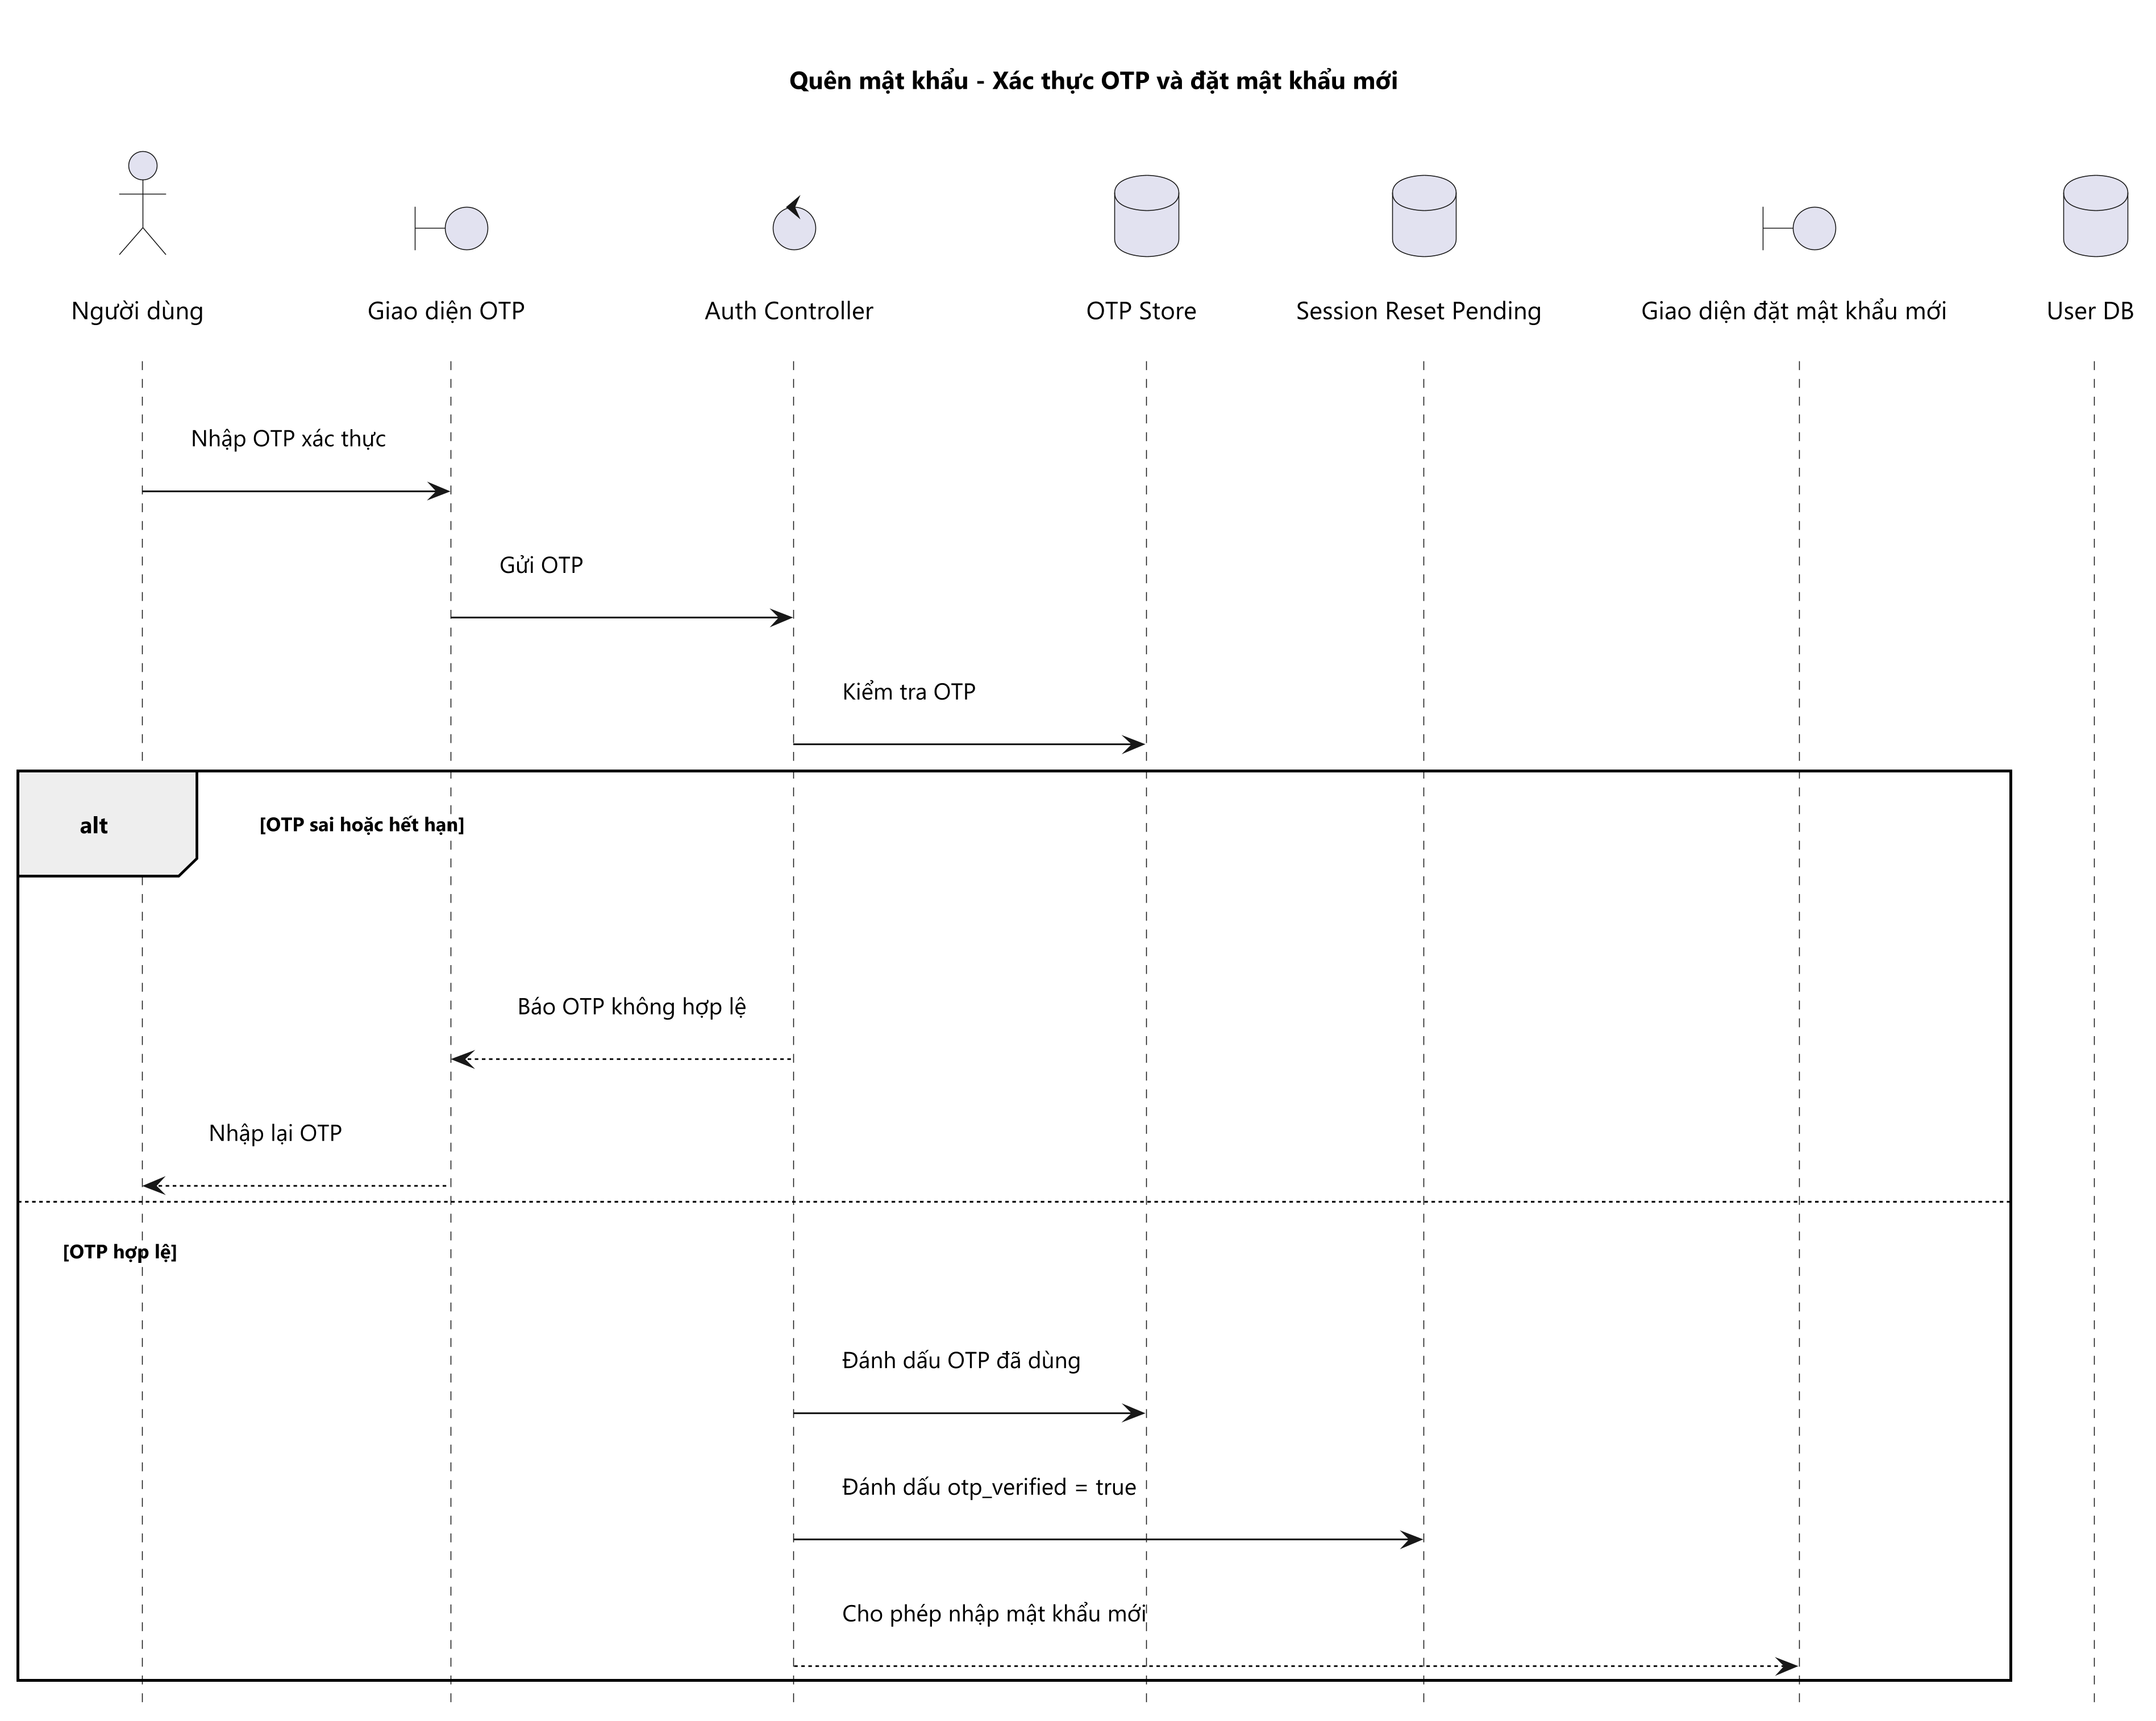 Quên mật khẩu - Xác thực OTP và đặt mật khẩu mới
Người dùng
Giao diện OTP
Auth Controller
OTP Store
Session Reset Pending
Giao diện đặt mật khẩu mới
User DB
Nhập OTP xác thực
Gửi OTP
Kiểm tra OTP
alt
[OTP sai hoặc hết hạn]
Báo OTP không hợp lệ
Nhập lại OTP
[OTP hợp lệ]
Đánh dấu OTP đã dùng
Đánh dấu otp_verified = true
Cho phép nhập mật khẩu mới